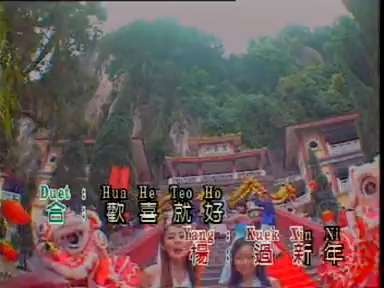 Duet : Hua He Teo Ho
合 : 歡喜就好
Yang : Kuek Xin Ni
楊 : 過新年